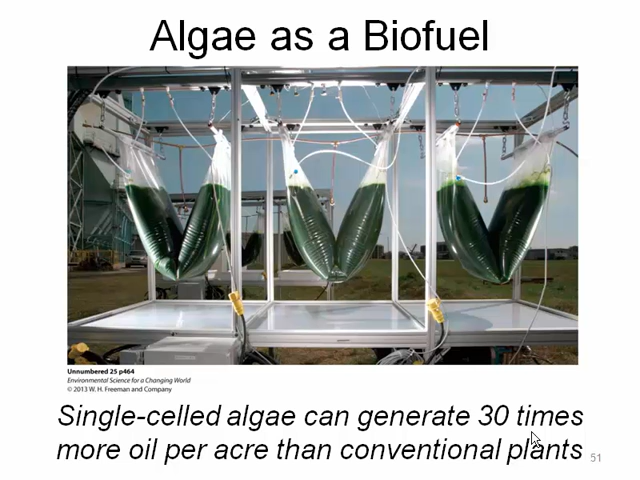 Algae as a Biofuel
Unnumbered 25 p464
Environmental Science for a Changing World
© 2013 W. H. Freeman and Company
Single-celled algae can generate 30 times
more oil per acre than conventional plants
51